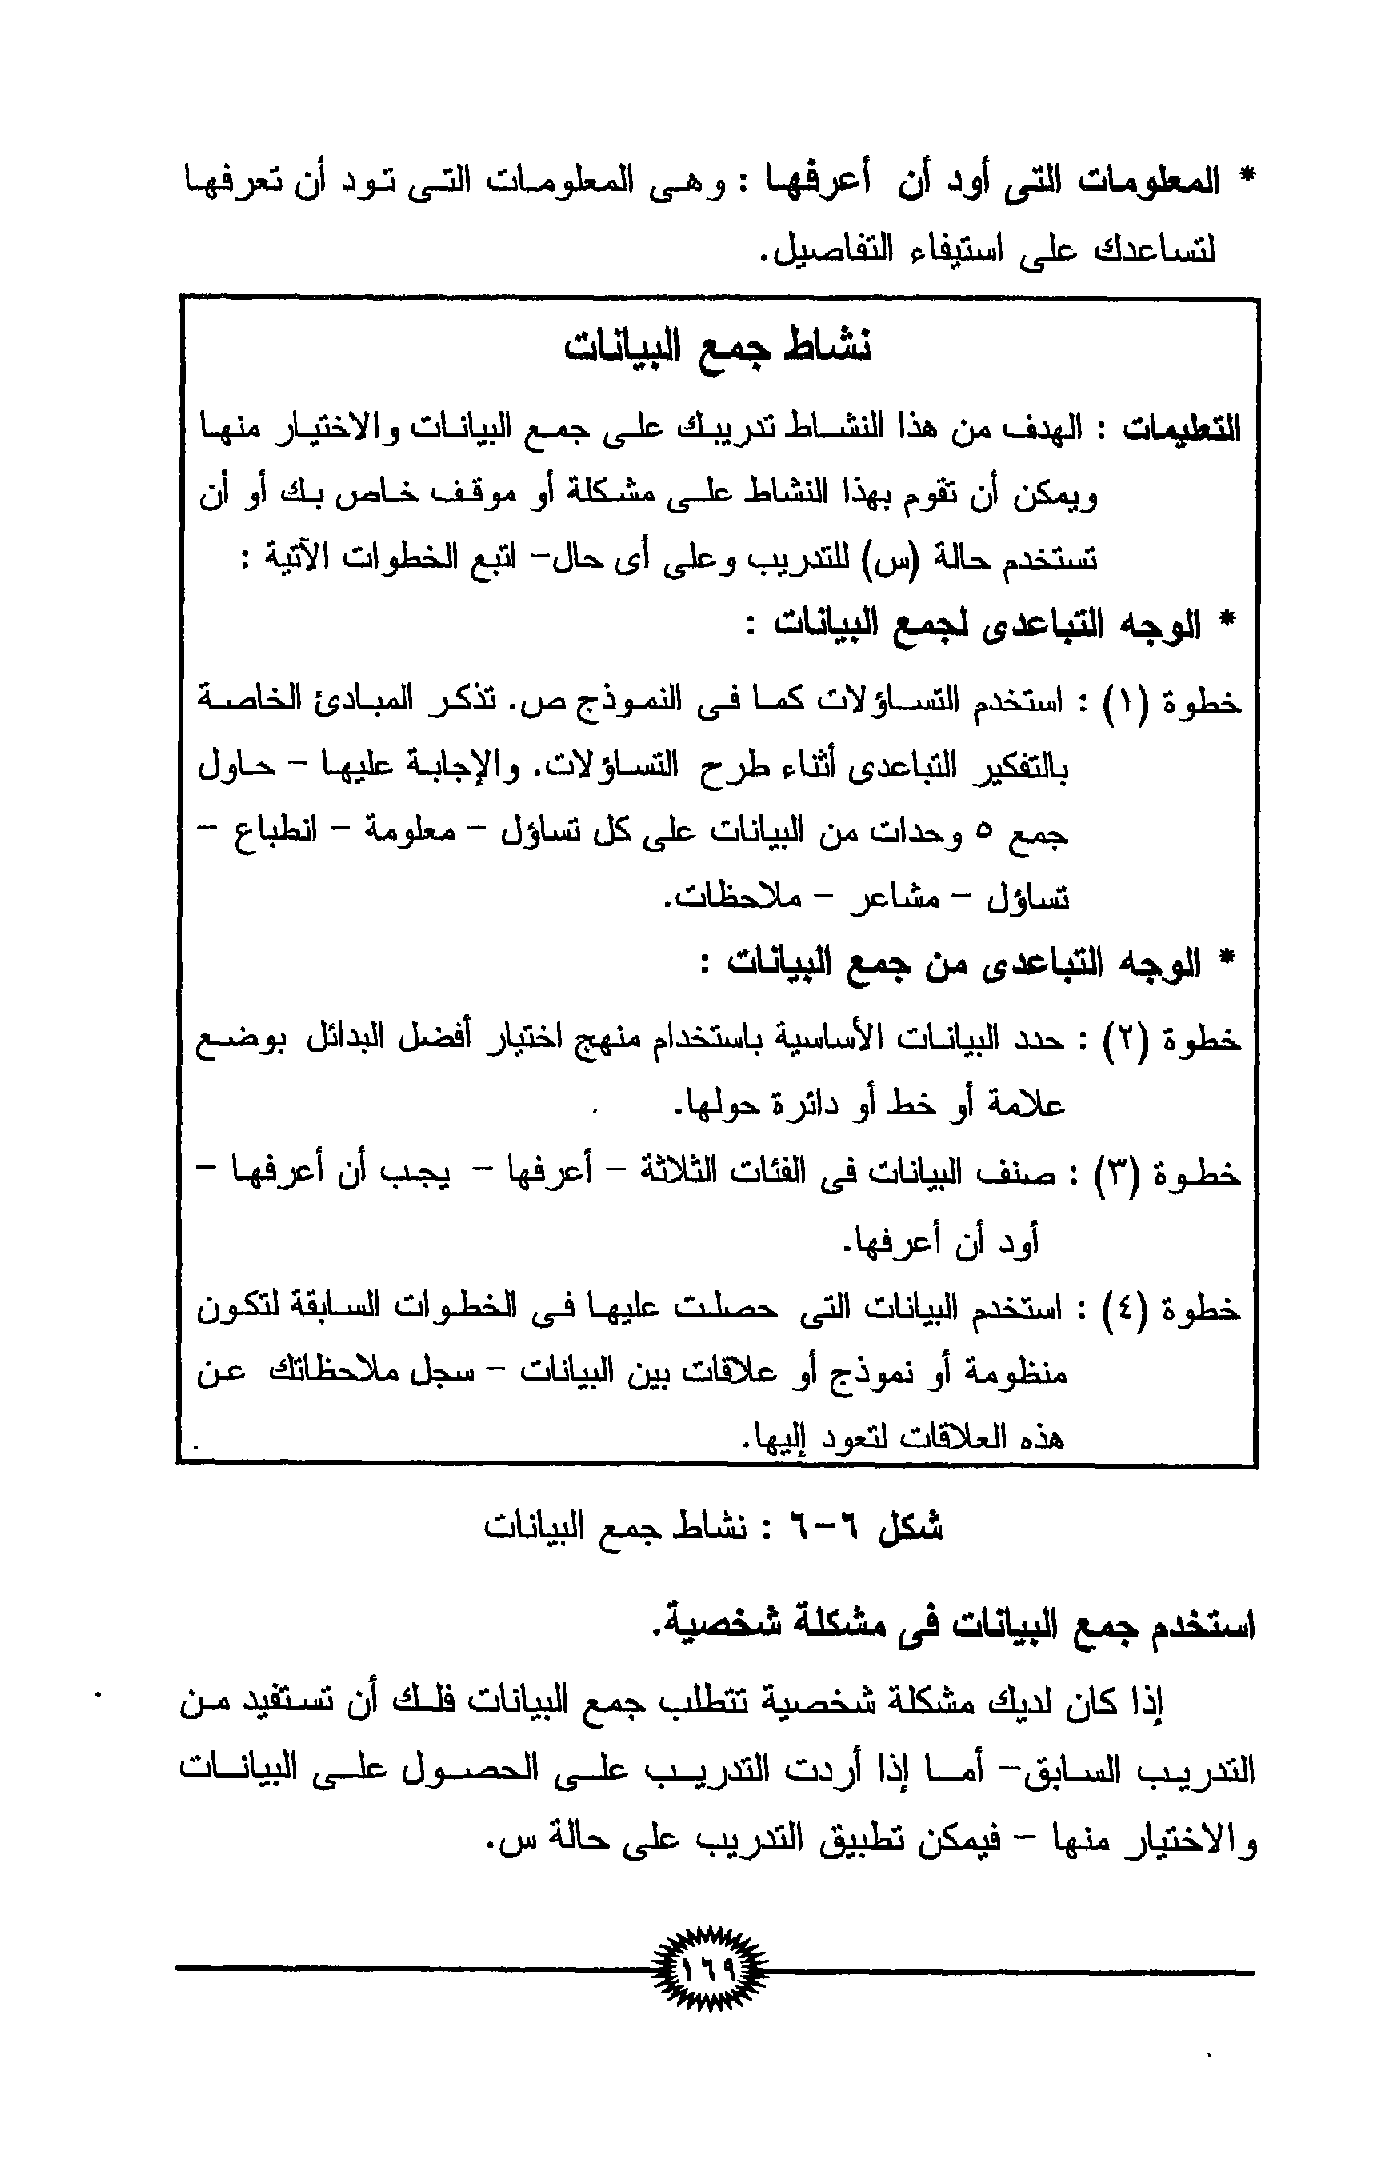 * المعلومات التى أود أن أعرفها : وهى المعلومات التى تود أن تعرفها
لتساعدك على استيفاء التفاصيل.
نشاط جمع البيانات
التعليمات : الهدف من هذا النشاط تدريبك على جمع البيانات والاختيار منها
ويمكن أن تقوم بهذا النشاط على مشكلة أو موقف خاص بك أو أن
تستخدم حالة (س) للتدريب وعلى أى حال- اتبع الخطوات الآتية :
* الوجه التباعدى لجمع البيانات :
خطوة (١) : استخدم التساؤلات كما فى النموذج ص. تذكر المبادئ الخاصة
بالتفكير التباعدى أثناء طرح التساؤلات. والإجابة عليها - حاول
جمع ٥ وحدات من البيانات على كل تساؤل - معلومة - انطباع -
تساؤل - مشاعر - ملاحظات.
* الوجه التباعدى من جمع البيانات :
خطوة (٢) : حدد البيانات الأساسية باستخدام منهج اختيار أفضل البدائل بوضع
علامة أو خط أو دائرة حولها.
خطوة (٣) : صنف البيانات فى الفئات الثلاثة - أعرفها - يجب أن أعرفها -
أود أن أعرفها.
خطوة (٤) : استخدم البيانات التى حصلت عليها فى الخطوات السابقة لتكون
منظومة أو نموذج أو علاقات بين البيانات - سجل ملاحظاتك عن
هذه العلاقات لتعود إليها.
شكل ٦-٦ : نشاط جمع البيانات
استخدم جمع البيانات فى مشكلة شخصية.
إذا كان لديك مشكلة شخصية تتطلب جمع البيانات فلك أن تستفيد من
التدريب السابق- أما إذا أردت التدريب على الحصول على البيانات
والاختيار منها - فيمكن تطبيق التدريب على حالة س.
١٦٩